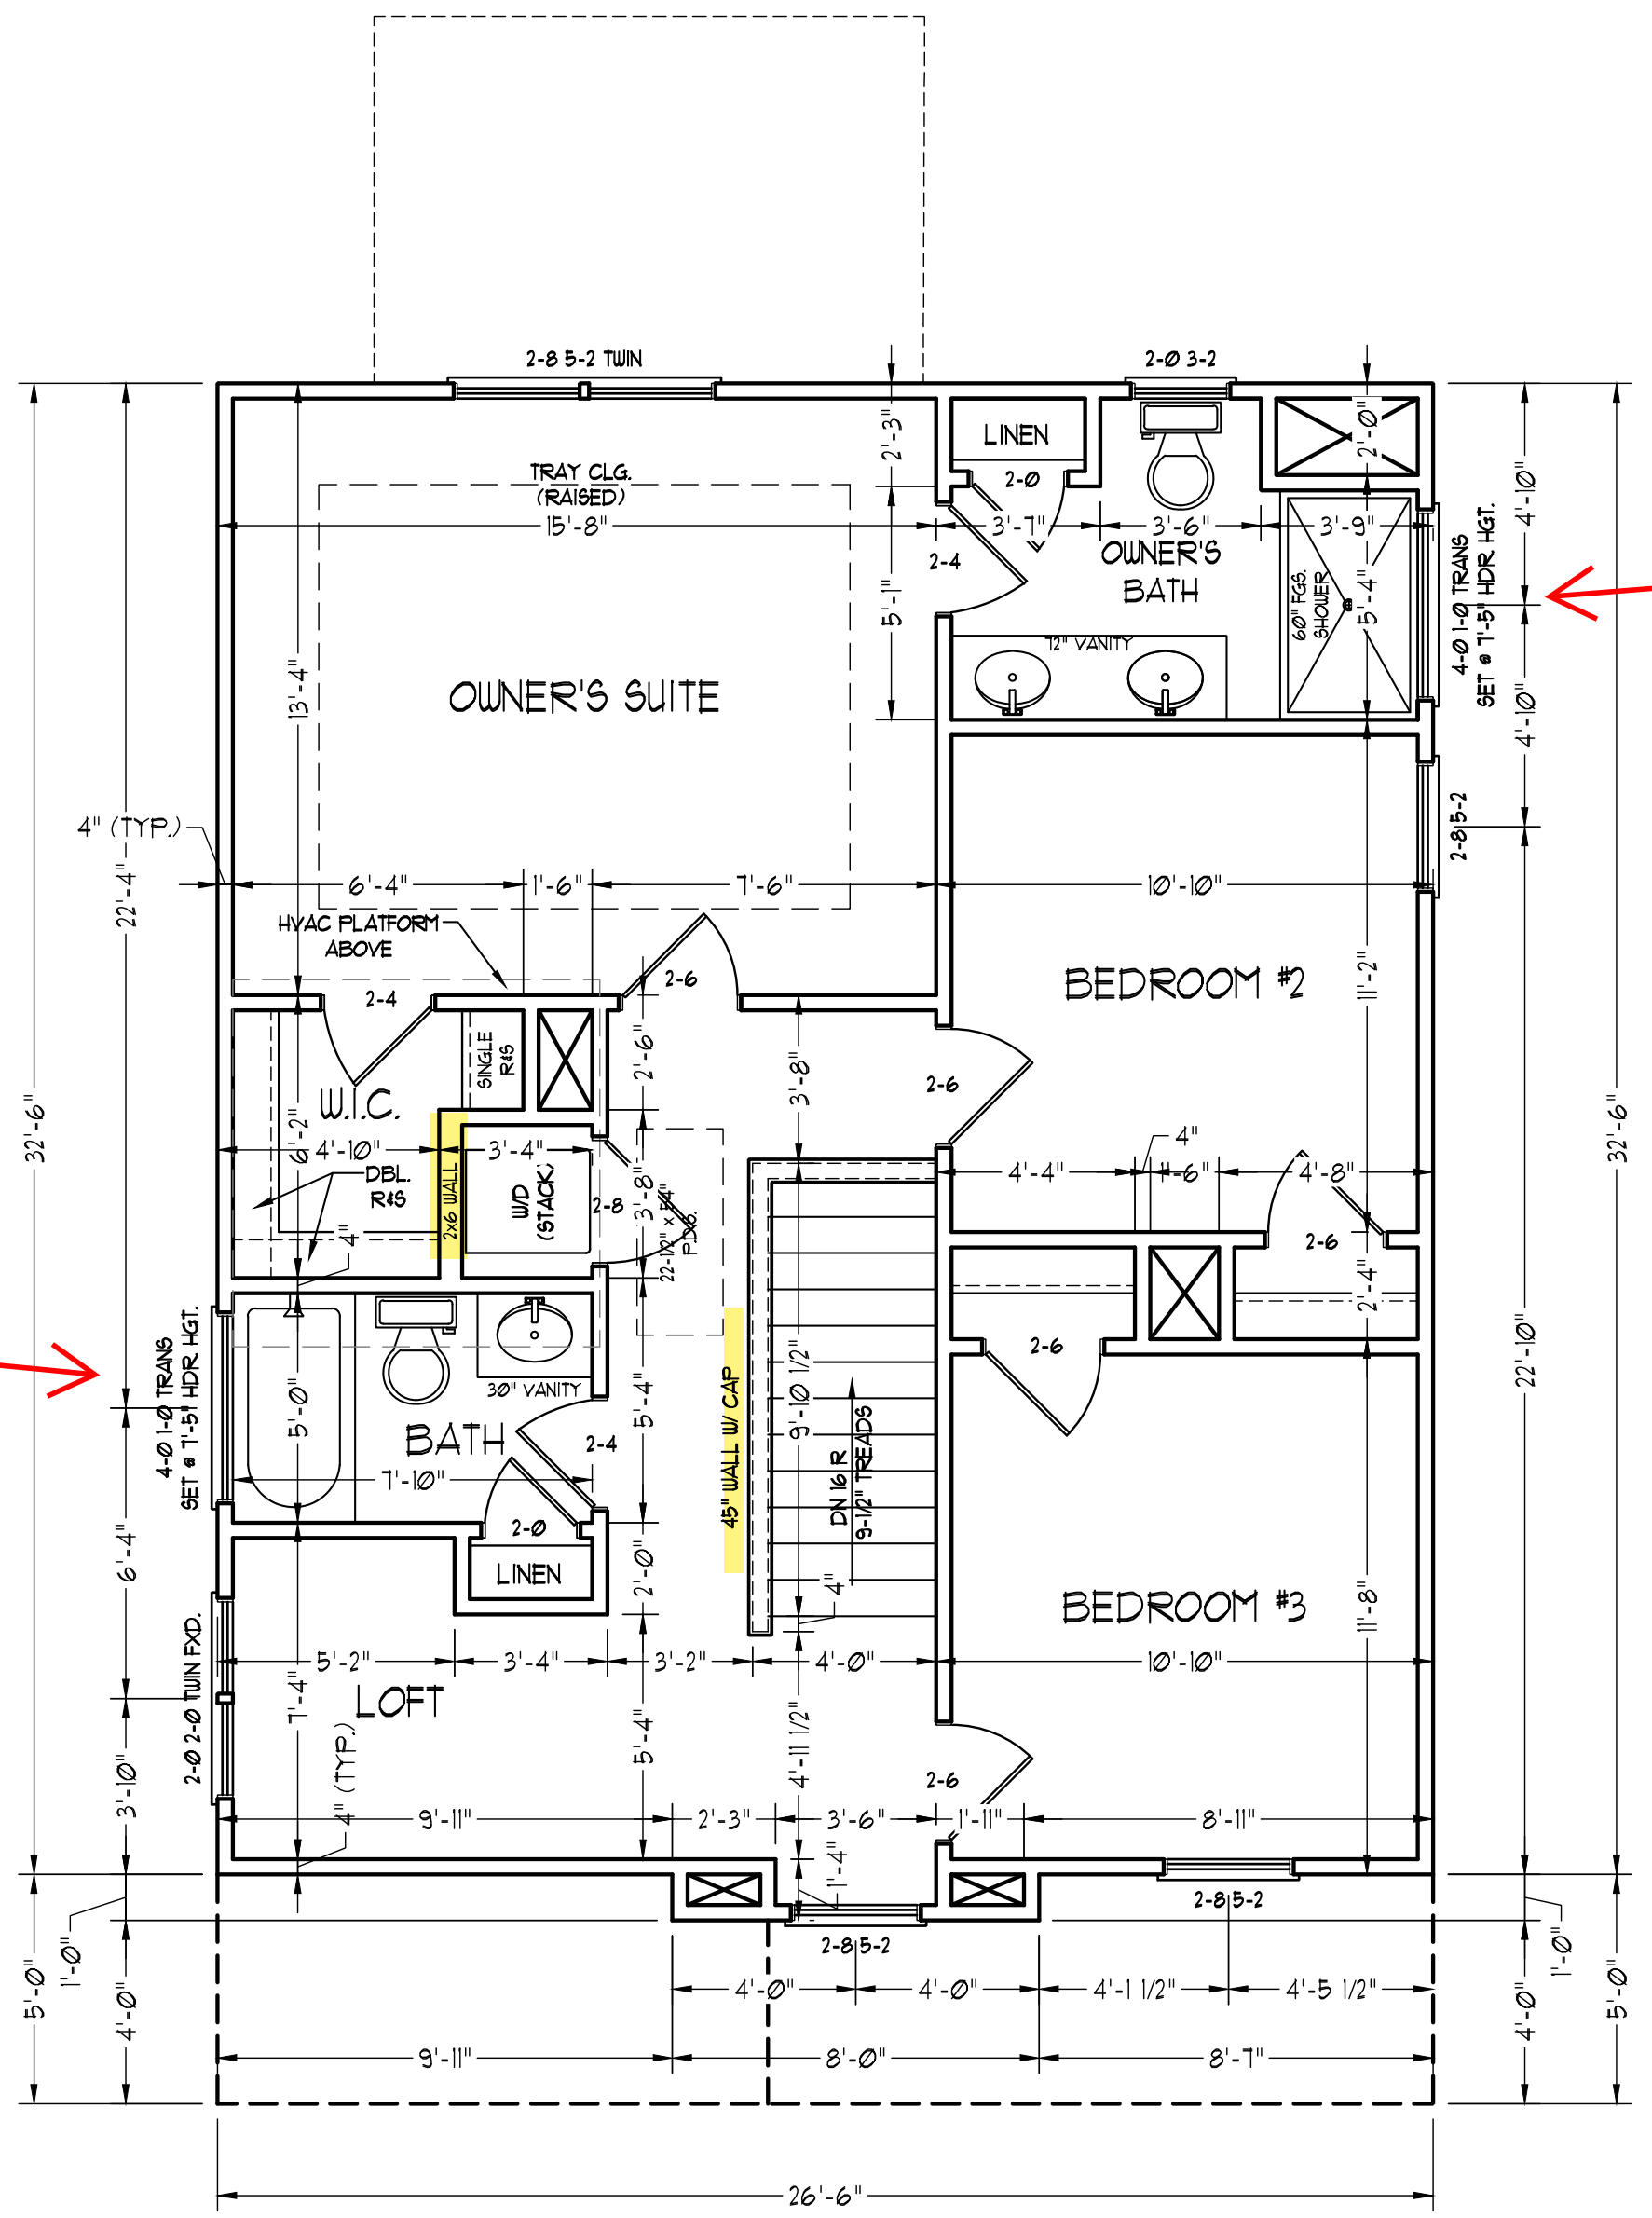 2-8 5-2 TWIN
2-0 3-2
LINEN
2'-0"
2'-3"
TRAY CLG.
(RAISED)
2-0
4'-10"
15'-8"
3'-7"
3'-6"
3'-9"
2-4
OWNER'S
BATH
5'-1"
60" FGS.
SHOWER
5'-4"
4-0 1-0 TRANS
SET @ 7'-5" HDR HGT.
72" VANITY
13'-4"
OWNER'S SUITE
4'-10"
4" (TYP.)
2-8 5-2
22'-4"
6'-4"
1'-6"
7'-6"
10'-10"
HVAC PLATFORM
ABOVE
2-6
BEDROOM #2
11'-2"
2-4
SINGLE
R&S
2'-6"
3'-8"
2-6
W.I.C.
32'-6"
32'-6"
6'-2"
4'-10"
3'-4"
4"
DBL.
R&S
2x6 WALL
W/D
(STACK)
2-8
3'-8"
22-1/2" x 54"
P.D.S.
4'-4"
1'-6"
4'-8"
4"
2-6
2'-4"
4-0 1-0 TRANS
SET @ 7'-5" HDR. HGT.
30" VANITY
2-6
22'-10"
5'-0"
BATH
5'-4"
45" WALL W/ CAP
9'-10 1/2"
DN 16 R
9-1/2" TREADS
2-4
7'-10"
2-0
6'-4"
LINEN
2'-0"
4"
BEDROOM #3
11'-8"
2-0 2-0 TWIN FXD.
5'-2"
3'-4"
3'-2"
4'-0"
10'-10"
LOFT
7'-4"
4" (TYP.)
5'-4"
4'-11 1/2"
2-6
3'-10"
9'-11"
2'-3"
3'-6"
1'-11"
8'-11"
1'-4"
2-8 5-2
2-8 5-2
1'-0"
1'-0"
5'-0"
4'-0"
4'-0"
4'-0"
4'-1 1/2"
4'-5 1/2"
4'-0"
5'-0"
9'-11"
8'-0"
8'-7"
26'-6"